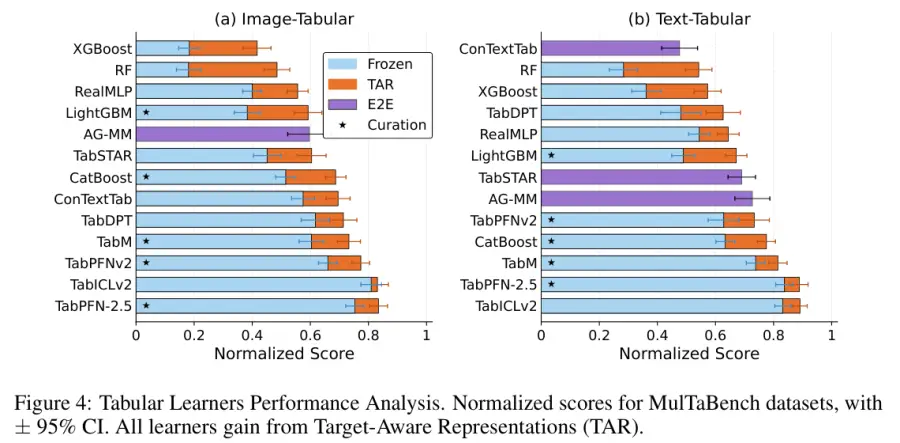 (a) Image-Tabular
XGBoost
RF
RealMLP
LightGBM ★
AG-MM
TabSTAR
CatBoost ★
ConTextTab
TabDPT
TabM ★
TabPFNv2 ★
TabICLv2
TabPFN-2.5 ★
0 0.2 0.4 0.6 0.8 1
Normalized Score
Frozen
TAR
E2E
★ Curation
(b) Text-Tabular
ConTextTab
RF
XGBoost
TabDPT
RealMLP
LightGBM ★
TabSTAR
AG-MM
TabPFNv2 ★
CatBoost ★
TabM ★
TabPFN-2.5 ★
TabICLv2
0 0.2 0.4 0.6 0.8 1
Normalized Score
Figure 4: Tabular Learners Performance Analysis. Normalized scores for MulTaBench datasets, with
± 95% CI. All learners gain from Target-Aware Representations (TAR).